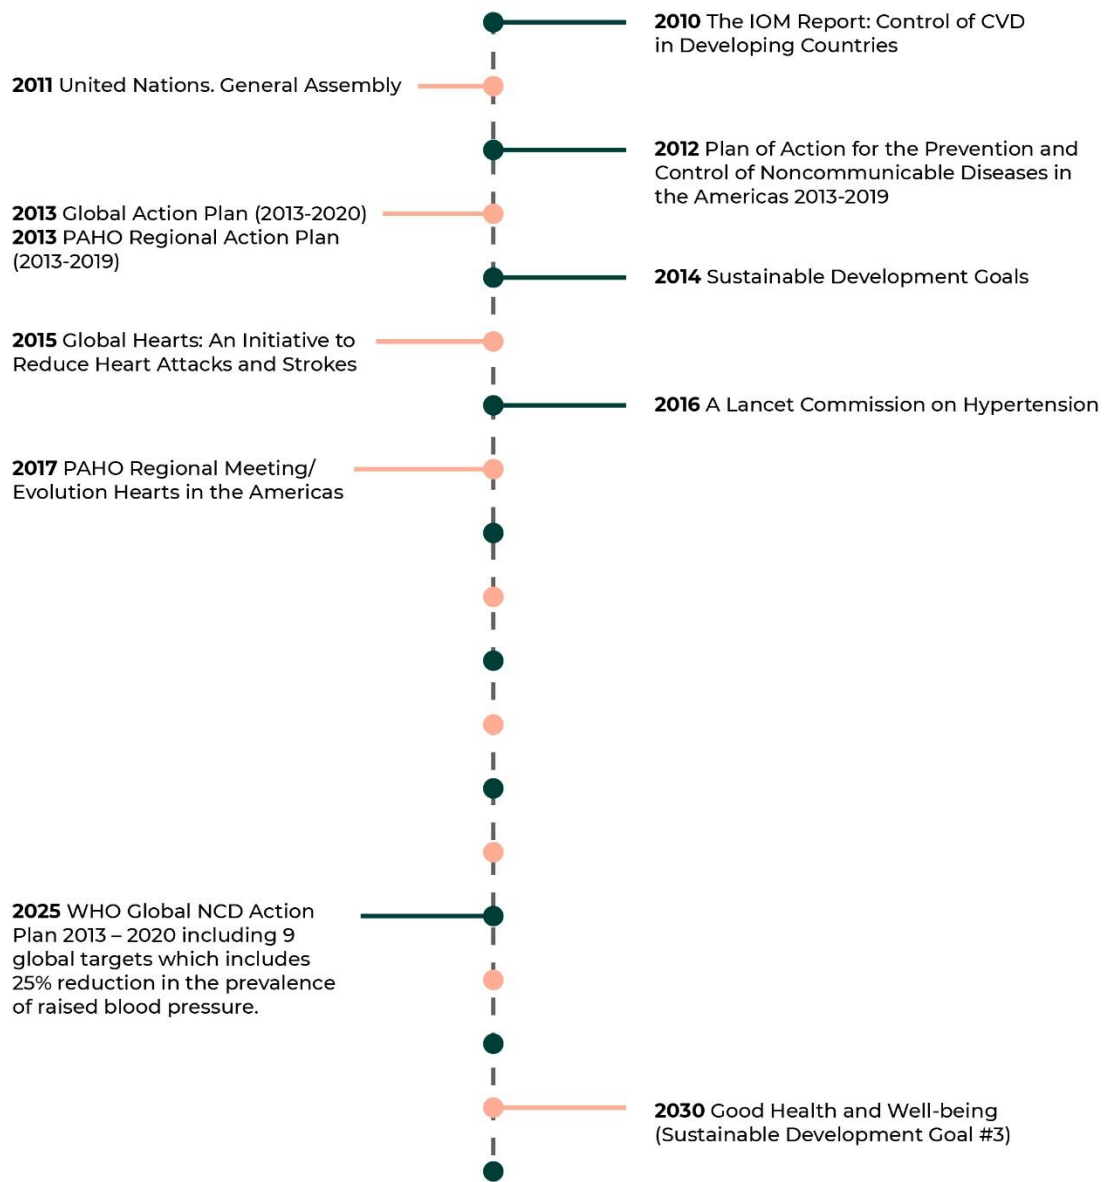 2010 The IOM Report: Control of CVD
in Developing Countries
2011 United Nations. General Assembly
2012 Plan of Action for the Prevention and
Control of Noncommunicable Diseases in
the Americas 2013-2019
2013 Global Action Plan (2013-2020)
2013 PAHO Regional Action Plan
(2013-2019)
2014 Sustainable Development Goals
2015 Global Hearts: An Initiative to
Reduce Heart Attacks and Strokes
2016 A Lancet Commission on Hypertension
2017 PAHO Regional Meeting/
Evolution Hearts in the Americas
2025 WHO Global NCD Action
Plan 2013 – 2020 including 9
global targets which includes
25% reduction in the prevalence
of raised blood pressure.
2030 Good Health and Well-being
(Sustainable Development Goal #3)